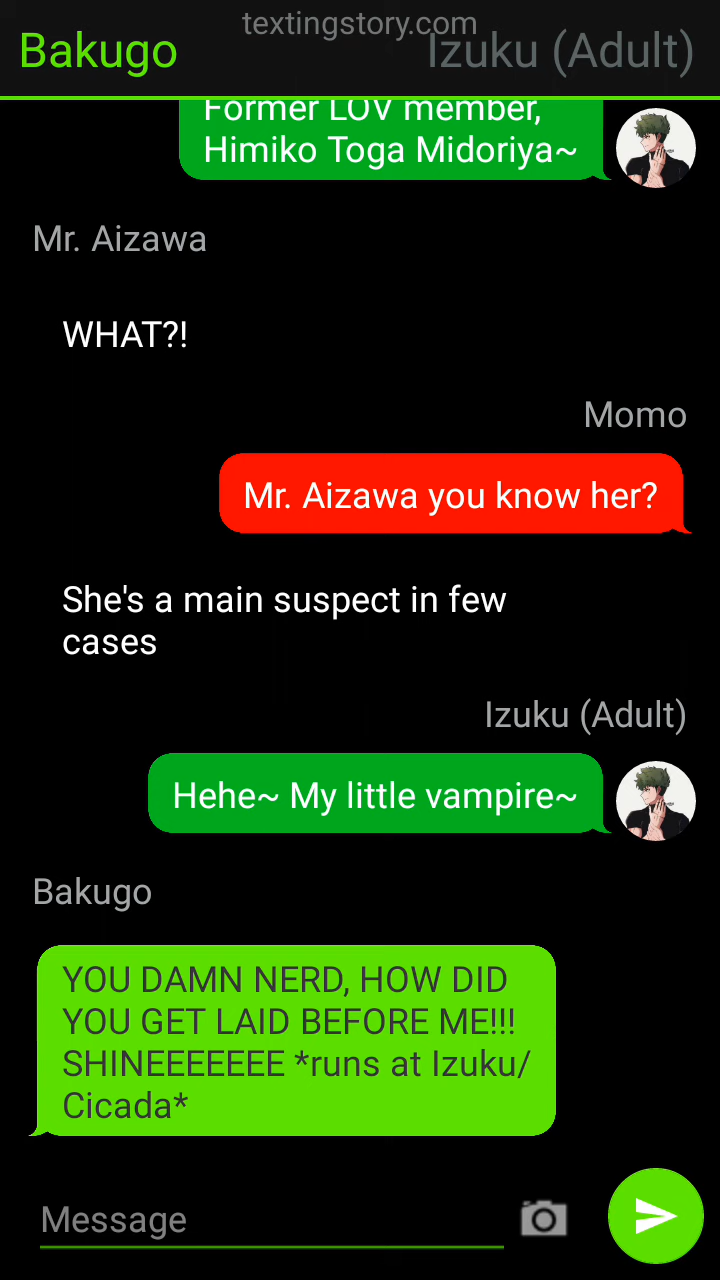 textingstory.com
Bakugo
Izuku (Adult)
Former LOV member,
Himiko Toga Midoriya~
Mr. Aizawa
WHAT?!
Momo
Mr. Aizawa you know her?
She's a main suspect in few
cases
Izuku (Adult)
Hehe~ My little vampire~
Bakugo
YOU DAMN NERD, HOW DID
YOU GET LAID BEFORE ME!!!
SHINEEEEEEE *runs at Izuku/
Cicada*
Message